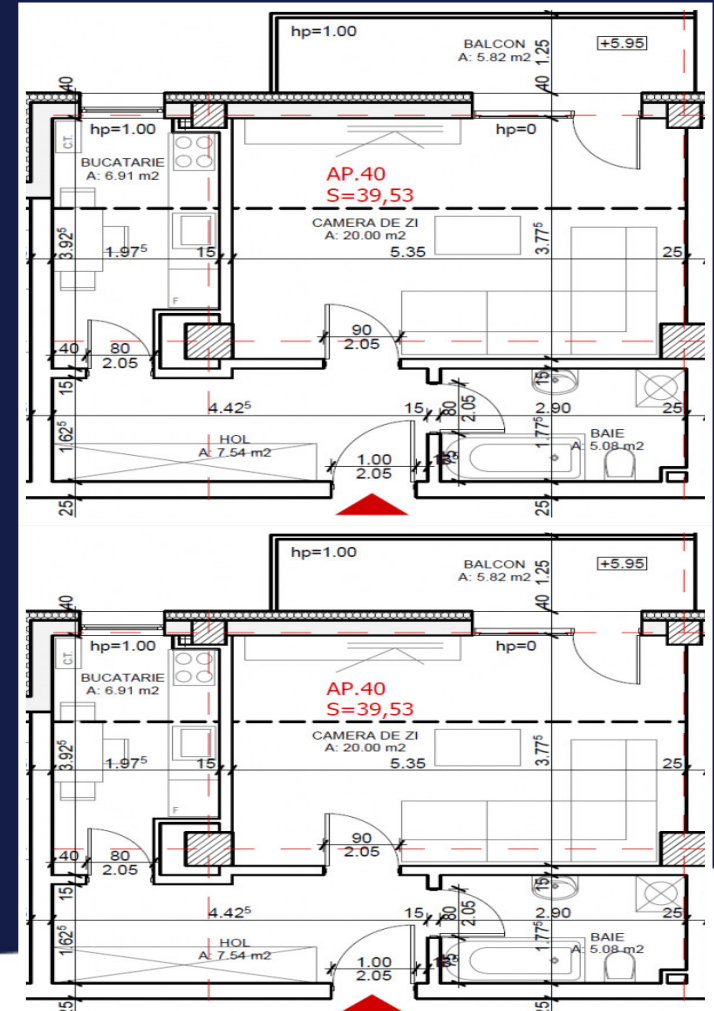 hp=1.00
BALCON
A: 5.82 m2
1.25
+5.95
40
40
hp=1.00
hp=0
C.T.
BUCATARIE
A: 6.91 m2
AP.40
S=39,53
CAMERA DE ZI
A: 20.00 m2
3.92⁵
1.97⁵
15
5.35
3.77⁵
25
F
40
80
2.05
90
2.05
15
15
4.42⁵
15
80
2.05
2.90
25
1.62⁵
HOL
A: 7.54 m2
1.00
2.05
1.77⁵
BAIE
A: 5.08 m2
25
25
hp=1.00
BALCON
A: 5.82 m2
1.25
+5.95
40
40
hp=1.00
hp=0
C.T.
BUCATARIE
A: 6.91 m2
AP.40
S=39,53
CAMERA DE ZI
A: 20.00 m2
3.92⁵
1.97⁵
15
5.35
3.77⁵
25
F
40
80
2.05
90
2.05
15
15
4.42⁵
15
80
2.05
2.90
25
1.62⁵
HOL
A: 7.54 m2
1.00
2.05
1.77⁵
BAIE
A: 5.08 m2
25
25